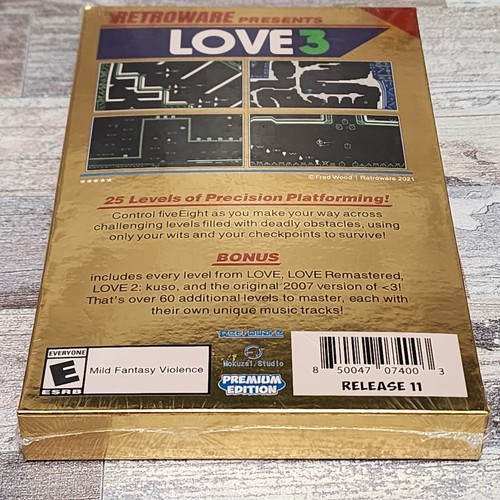 RETROWARE PRESENTS
LOVE 3
©Fred Wood | Retroware 2021
25 Levels of Precision Platforming!
Control fiveEight as you make your way across
challenging levels filled with deadly obstacles, using
only your wits and your checkpoints to survive!
BONUS
includes every level from LOVE, LOVE Remastered,
LOVE 2: kuso, and the original 2007 version of <3!
That's over 60 additional levels to master, each with
their own unique music tracks!
Retroware
Mokuzai Studio
PREMIUM
EDITION
EVERYONE
E
ESRB
Mild Fantasy Violence
8 50047 07400 3
RELEASE 11